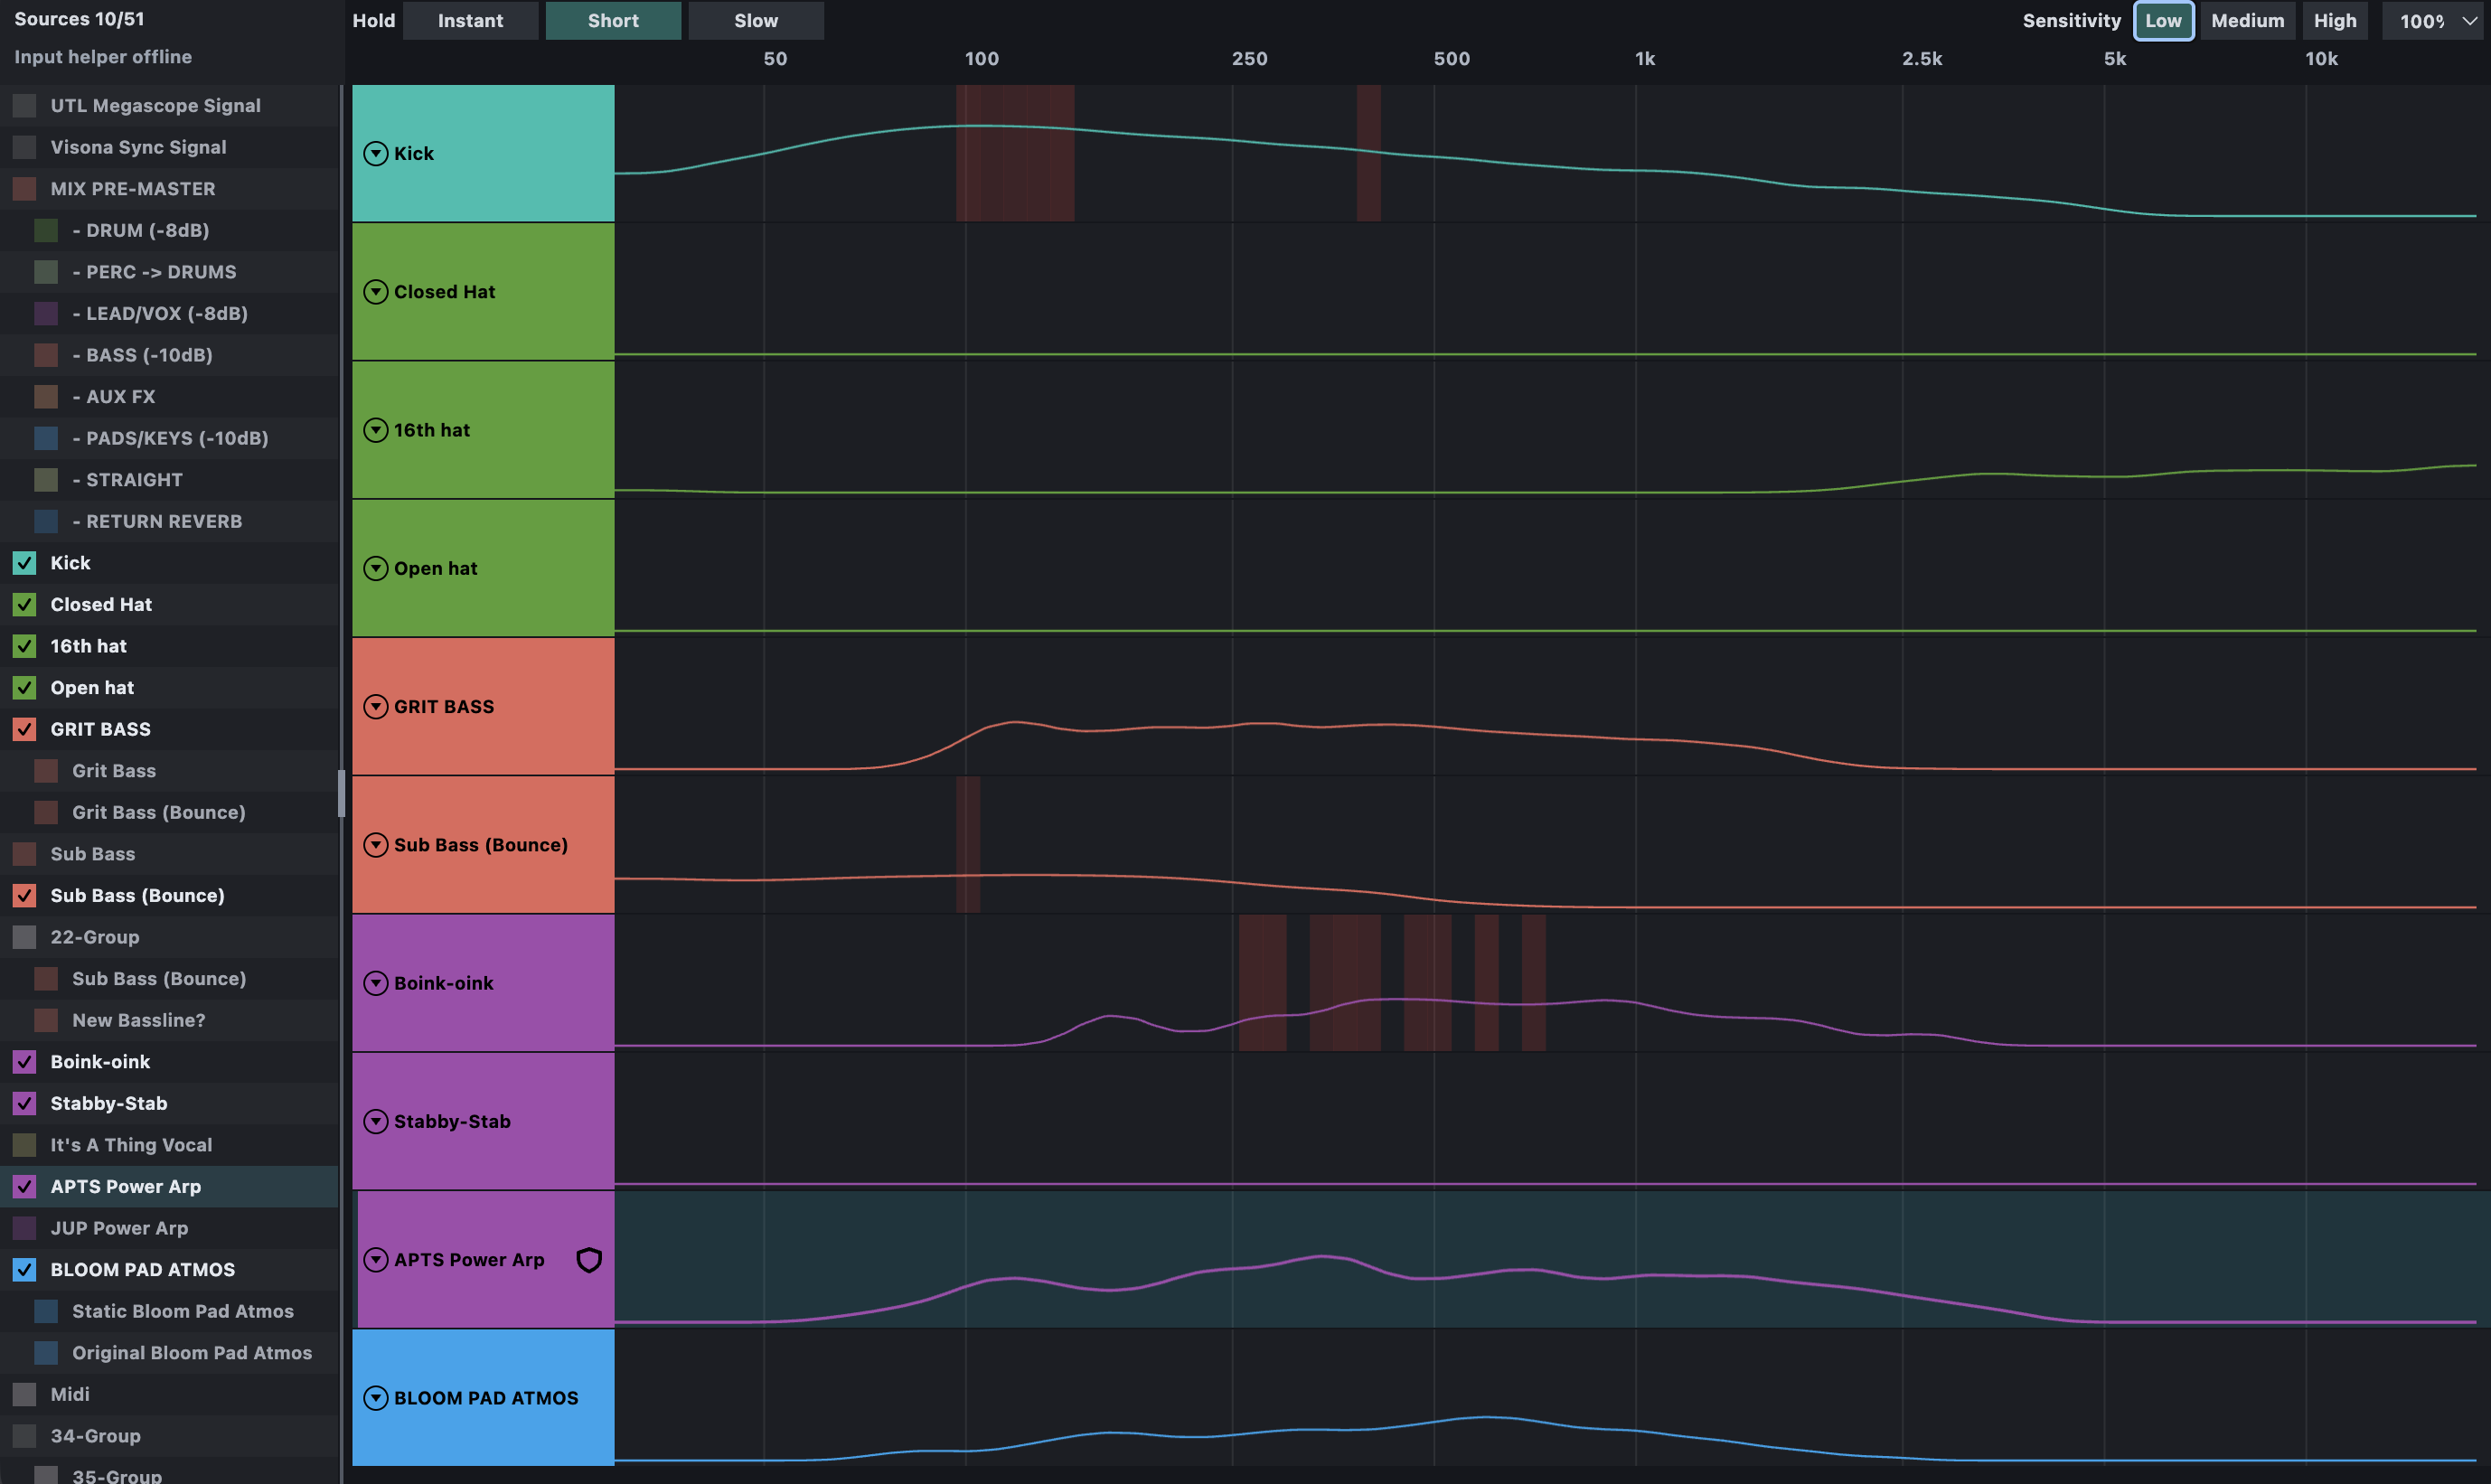 Sources 10/51
Input helper offline
Hold Instant Short Slow
Sensitivity Low Medium High 100%
50 100 250 500 1k 2.5k 5k 10k
UTL Megascope Signal
Visona Sync Signal
MIX PRE-MASTER
- DRUM (-8dB)
- PERC -> DRUMS
- LEAD/VOX (-8dB)
- BASS (-10dB)
- AUX FX
- PADS/KEYS (-10dB)
- STRAIGHT
- RETURN REVERB
Kick
Closed Hat
16th hat
Open hat
GRIT BASS
Grit Bass
Grit Bass (Bounce)
Sub Bass
Sub Bass (Bounce)
22-Group
Sub Bass (Bounce)
New Bassline?
Boink-oink
Stabby-Stab
It's A Thing Vocal
APTS Power Arp
JUP Power Arp
BLOOM PAD ATMOS
Static Bloom Pad Atmos
Original Bloom Pad Atmos
Midi
34-Group
35-Group
Kick
Closed Hat
16th hat
Open hat
GRIT BASS
Sub Bass (Bounce)
Boink-oink
Stabby-Stab
APTS Power Arp
BLOOM PAD ATMOS